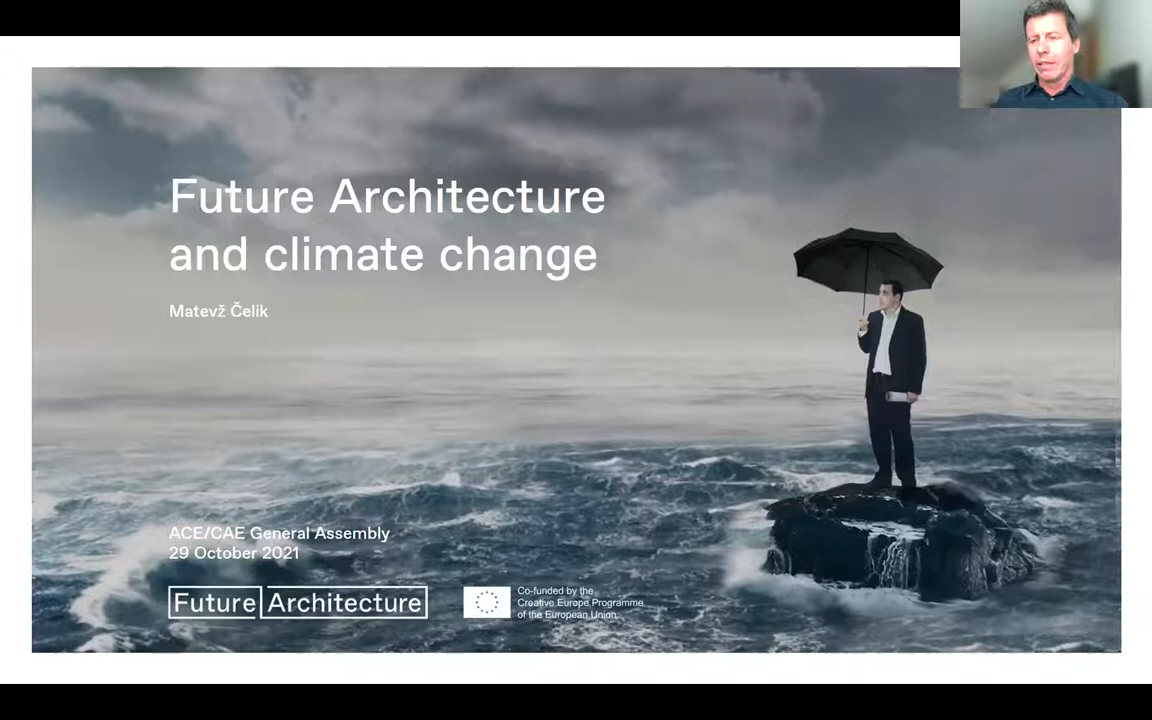 Future Architecture
and climate change
Matevž Čelik
ACE/CAE General Assembly
29 October 2021
Future Architecture
Co-funded by the
Creative Europe Programme
of the European Union